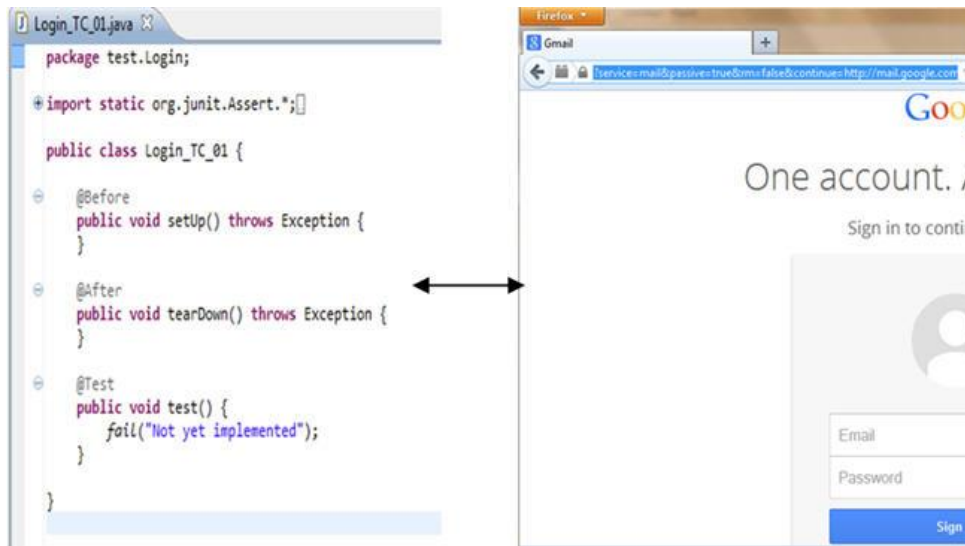 Login_TC_01.java
package test.Login;
import static org.junit.Assert.*;
public class Login_TC_01 {
@Before
public void setUp() throws Exception {
}
@After
public void tearDown() throws Exception {
}
@Test
public void test() {
fail("Not yet implemented");
}
}
Firefox
Gmail
?service=mail&passive=true&rm=false&continue=http://mail.google.com
Goo
One account.
Sign in to conti
Email
Password
Sign